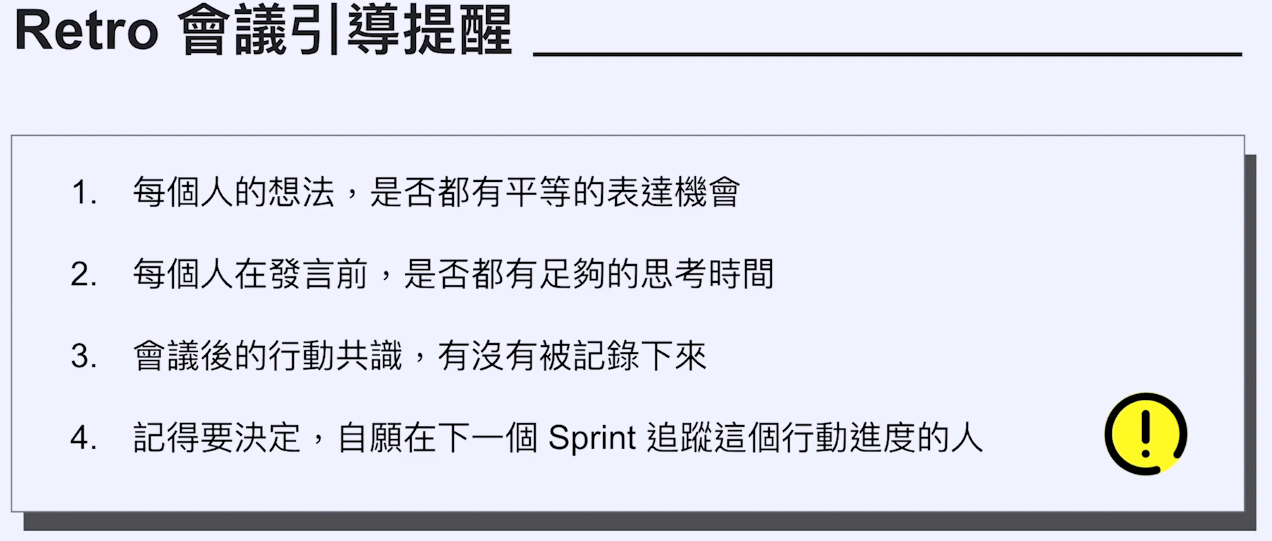 Retro 會議引導提醒
1. 每個人的想法，是否都有平等的表達機會
2. 每個人在發言前，是否都有足夠的思考時間
3. 會議後的行動共識，有沒有被記錄下來
4. 記得要決定，自願在下一個 Sprint 追蹤這個行動進度的人